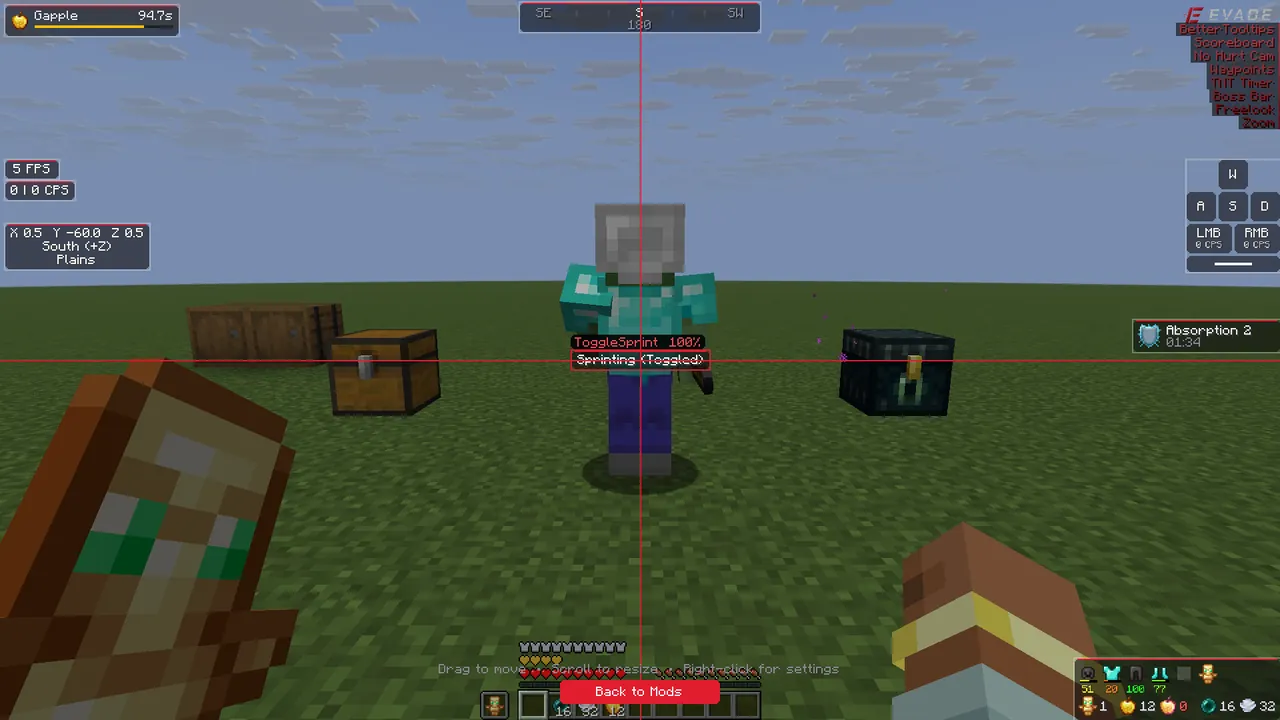 Gapple 94.7s
SE S SW
180
EVADE
BetterTooltips
Scoreboard
No Hurt Cam
Waypoints
TNT Timer
Boss Bar
Freelook
Zoom
5 FPS
0 | 0 CPS
X 0.5 Y -60.0 Z 0.5
South (+Z)
Plains
W
A S D
LMB RMB
0 CPS 0 CPS
Absorption 2
01:34
ToggleSprint 100%
Sprinting (Toggled)
Drag to move · Scroll to resize · Right-click for settings
Back to Mods
16 32 12
51 20 100 77
1 12 0 16 32